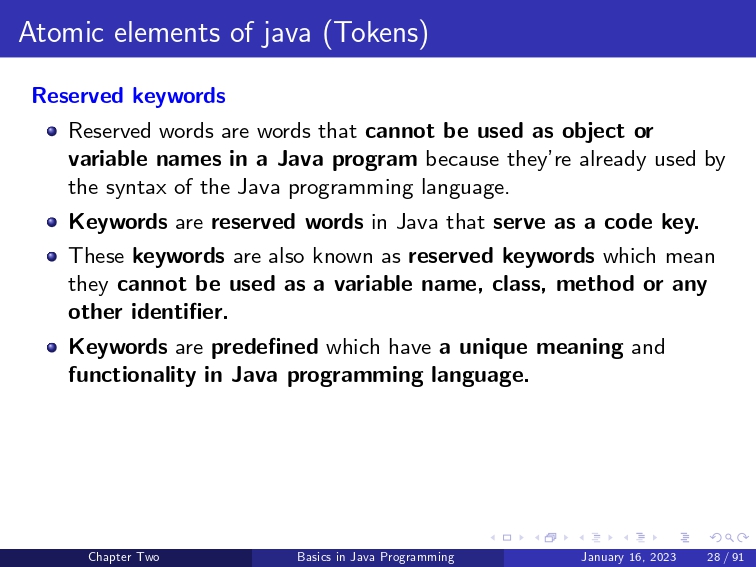 Atomic elements of java (Tokens)
Reserved keywords
Reserved words are words that cannot be used as object or
variable names in a Java program because they're already used by
the syntax of the Java programming language.
Keywords are reserved words in Java that serve as a code key.
These keywords are also known as reserved keywords which mean
they cannot be used as a variable name, class, method or any
other identifier.
Keywords are predefined which have a unique meaning and
functionality in Java programming language.
Chapter Two Basics in Java Programming January 16, 2023 28 / 91